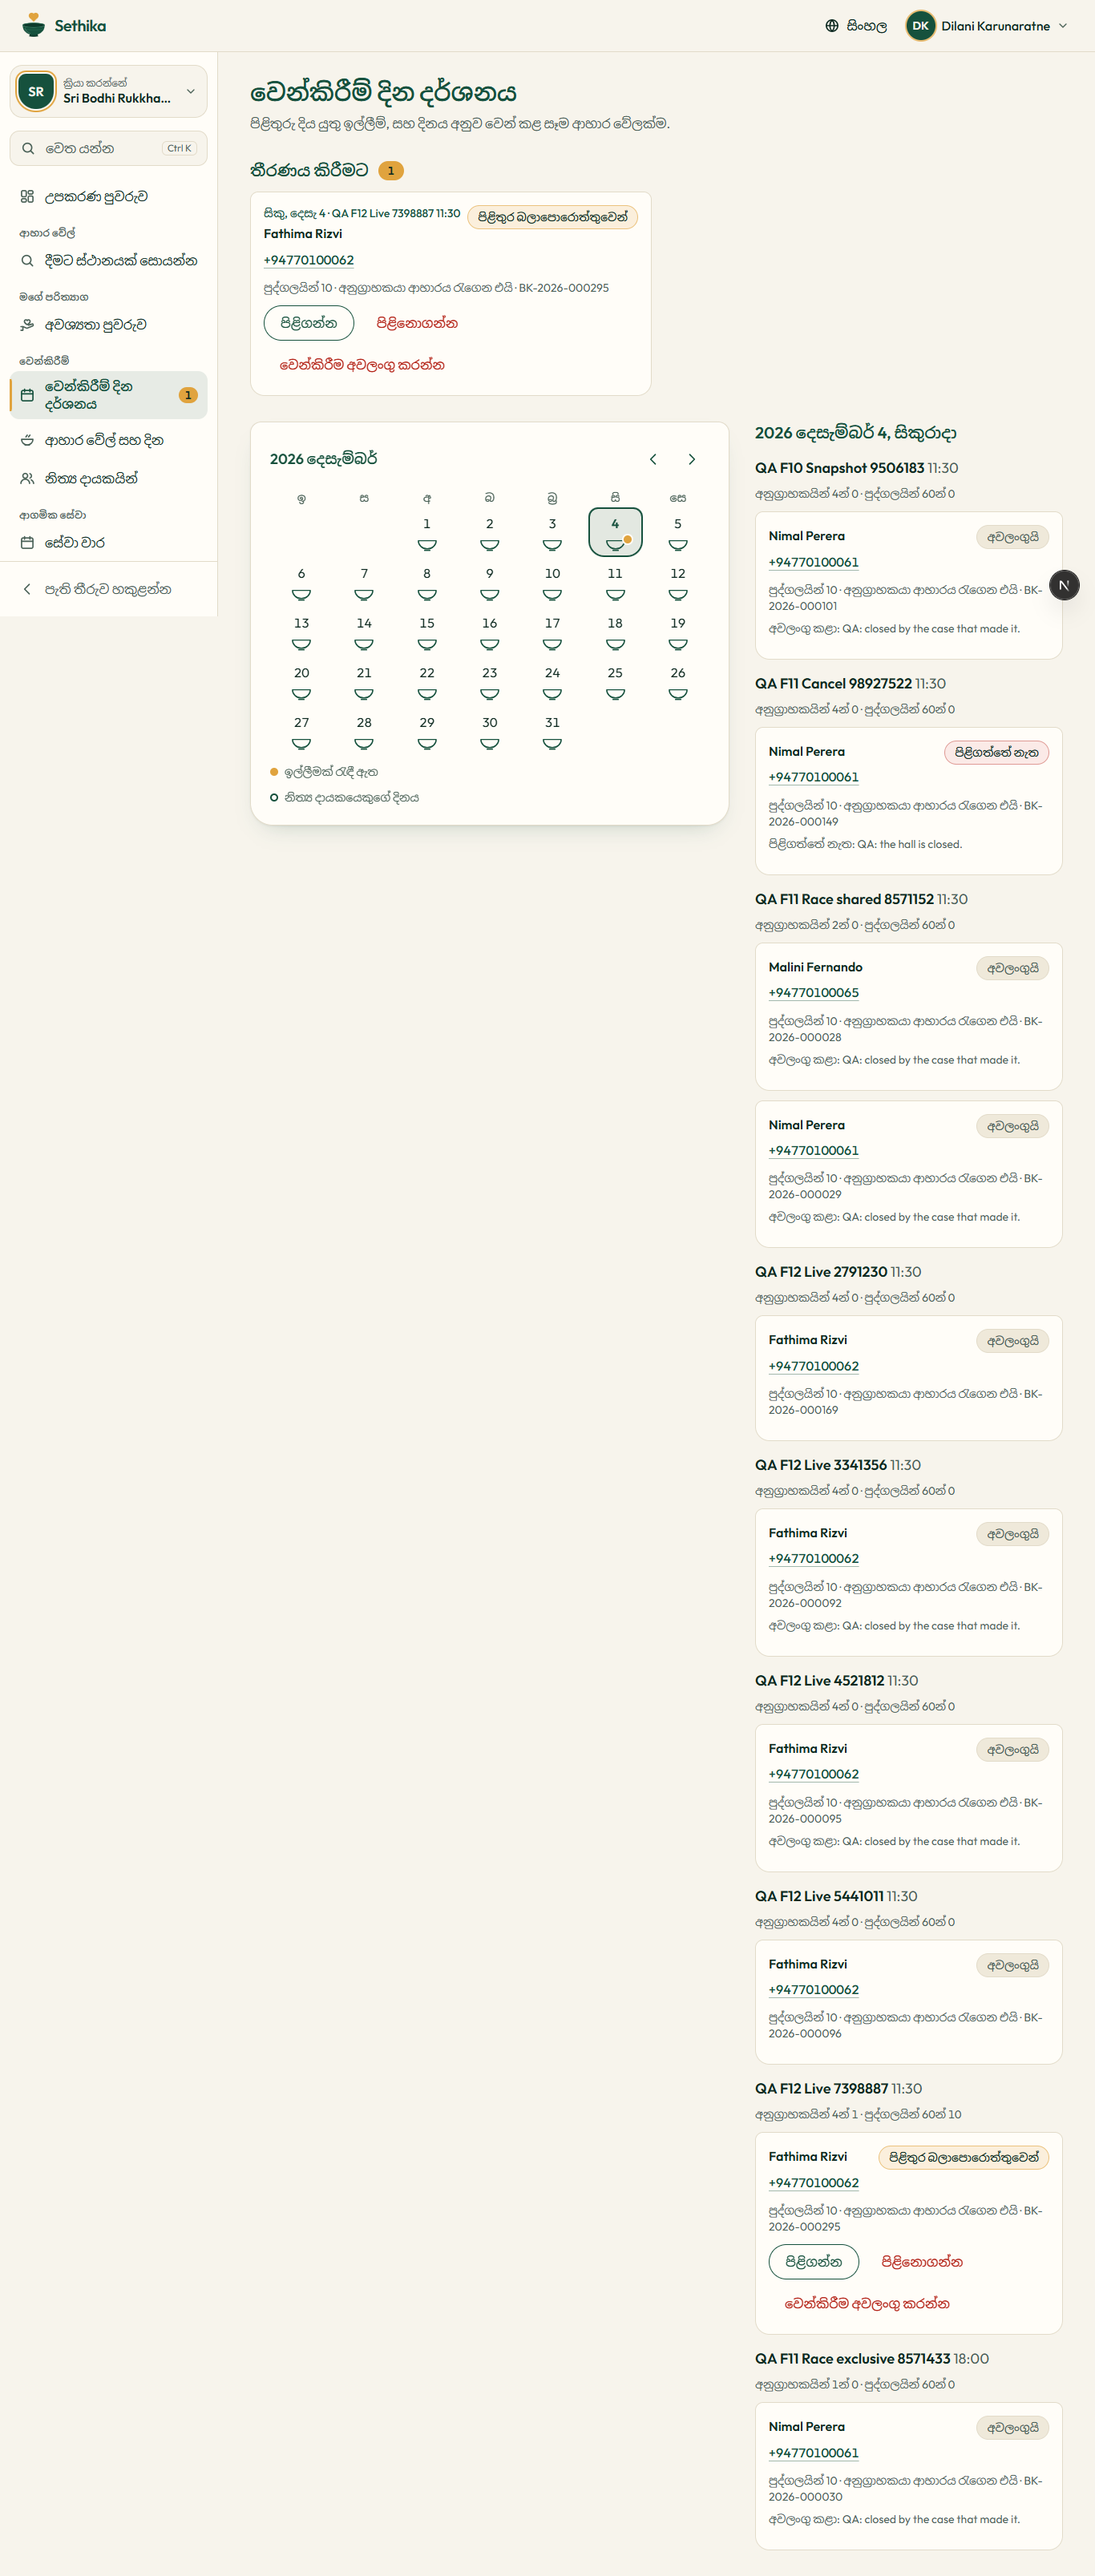 Sethika
සිංහල
DK
Dilani Karunaratne
SR
ක්‍රියා කරන්නේ
Sri Bodhi Rukkha...
වෙත යන්න
Ctrl K
උපකරණ පුවරුව
ආහාර වේල්
දීමට ස්ථානයක් සොයන්න
මගේ පරිත්‍යාග
අවශ්‍යතා පුවරුව
වෙන්කිරීම්
වෙන්කිරීම් දින
දර්ශනය
1
ආහාර වේල් සහ දින
නිත්‍ය දායකයින්
ආගමික සේවා
සේවා වාර
පැති තීරුව හකුළන්න
වෙන්කිරීම් දින දර්ශනය
පිළිතුරු දිය යුතු ඉල්ලීම්, සහ දිනය අනුව වෙන් කළ සෑම ආහාර වේලක්ම.
තීරණය කිරීමට 1
සිකු, දෙසැ 4 · QA F12 Live 7398887 11:30
පිළිතුර බලාපොරොත්තුවෙන්
Fathima Rizvi
+94770100062
පුද්ගලයින් 10 · අනුග්‍රාහකයා ආහාරය රැගෙන එයි · BK-2026-000295
පිළිගන්න
පිළිනොගන්න
වෙන්කිරීම අවලංගු කරන්න
2026 දෙසැම්බර්
ඉ ස අ බ බ්‍ර සි සෙ
1 2 3 4 5
6 7 8 9 10 11 12
13 14 15 16 17 18 19
20 21 22 23 24 25 26
27 28 29 30 31
ඉල්ලීමක් රැඳී ඇත
නිත්‍ය දායකයෙකුගේ දිනය
2026 දෙසැම්බර් 4, සිකුරාදා
QA F10 Snapshot 9506183 11:30
අනුග්‍රාහකයින් 4න් 0 · පුද්ගලයින් 60න් 0
Nimal Perera
අවලංගුයි
+94770100061
පුද්ගලයින් 10 · අනුග්‍රාහකයා ආහාරය රැගෙන එයි · BK-
2026-000101
අවලංගු කළා: QA: closed by the case that made it.
N
QA F11 Cancel 98927522 11:30
අනුග්‍රාහකයින් 4න් 0 · පුද්ගලයින් 60න් 0
Nimal Perera
පිළිගත්තේ නැත
+94770100061
පුද්ගලයින් 10 · අනුග්‍රාහකයා ආහාරය රැගෙන එයි · BK-
2026-000149
පිළිගත්තේ නැත: QA: the hall is closed.
QA F11 Race shared 8571152 11:30
අනුග්‍රාහකයින් 2න් 0 · පුද්ගලයින් 60න් 0
Malini Fernando
අවලංගුයි
+94770100065
පුද්ගලයින් 10 · අනුග්‍රාහකයා ආහාරය රැගෙන එයි · BK-
2026-000028
අවලංගු කළා: QA: closed by the case that made it.
Nimal Perera
අවලංගුයි
+94770100061
පුද්ගලයින් 10 · අනුග්‍රාහකයා ආහාරය රැගෙන එයි · BK-
2026-000029
අවලංගු කළා: QA: closed by the case that made it.
QA F12 Live 2791230 11:30
අනුග්‍රාහකයින් 4න් 0 · පුද්ගලයින් 60න් 0
Fathima Rizvi
අවලංගුයි
+94770100062
පුද්ගලයින් 10 · අනුග්‍රාහකයා ආහාරය රැගෙන එයි · BK-
2026-000169
QA F12 Live 3341356 11:30
අනුග්‍රාහකයින් 4න් 0 · පුද්ගලයින් 60න් 0
Fathima Rizvi
අවලංගුයි
+94770100062
පුද්ගලයින් 10 · අනුග්‍රාහකයා ආහාරය රැගෙන එයි · BK-
2026-000092
අවලංගු කළා: QA: closed by the case that made it.
QA F12 Live 4521812 11:30
අනුග්‍රාහකයින් 4න් 0 · පුද්ගලයින් 60න් 0
Fathima Rizvi
අවලංගුයි
+94770100062
පුද්ගලයින් 10 · අනුග්‍රාහකයා ආහාරය රැගෙන එයි · BK-
2026-000095
අවලංගු කළා: QA: closed by the case that made it.
QA F12 Live 5441011 11:30
අනුග්‍රාහකයින් 4න් 0 · පුද්ගලයින් 60න් 0
Fathima Rizvi
අවලංගුයි
+94770100062
පුද්ගලයින් 10 · අනුග්‍රාහකයා ආහාරය රැගෙන එයි · BK-
2026-000096
QA F12 Live 7398887 11:30
අනුග්‍රාහකයින් 4න් 1 · පුද්ගලයින් 60න් 10
Fathima Rizvi
පිළිතුර බලාපොරොත්තුවෙන්
+94770100062
පුද්ගලයින් 10 · අනුග්‍රාහකයා ආහාරය රැගෙන එයි · BK-
2026-000295
පිළිගන්න
පිළිනොගන්න
වෙන්කිරීම අවලංගු කරන්න
QA F11 Race exclusive 8571433 18:00
අනුග්‍රාහකයින් 1න් 0 · පුද්ගලයින් 60න් 0
Nimal Perera
අවලංගුයි
+94770100061
පුද්ගලයින් 10 · අනුග්‍රාහකයා ආහාරය රැගෙන එයි · BK-
2026-000030
අවලංගු කළා: QA: closed by the case that made it.